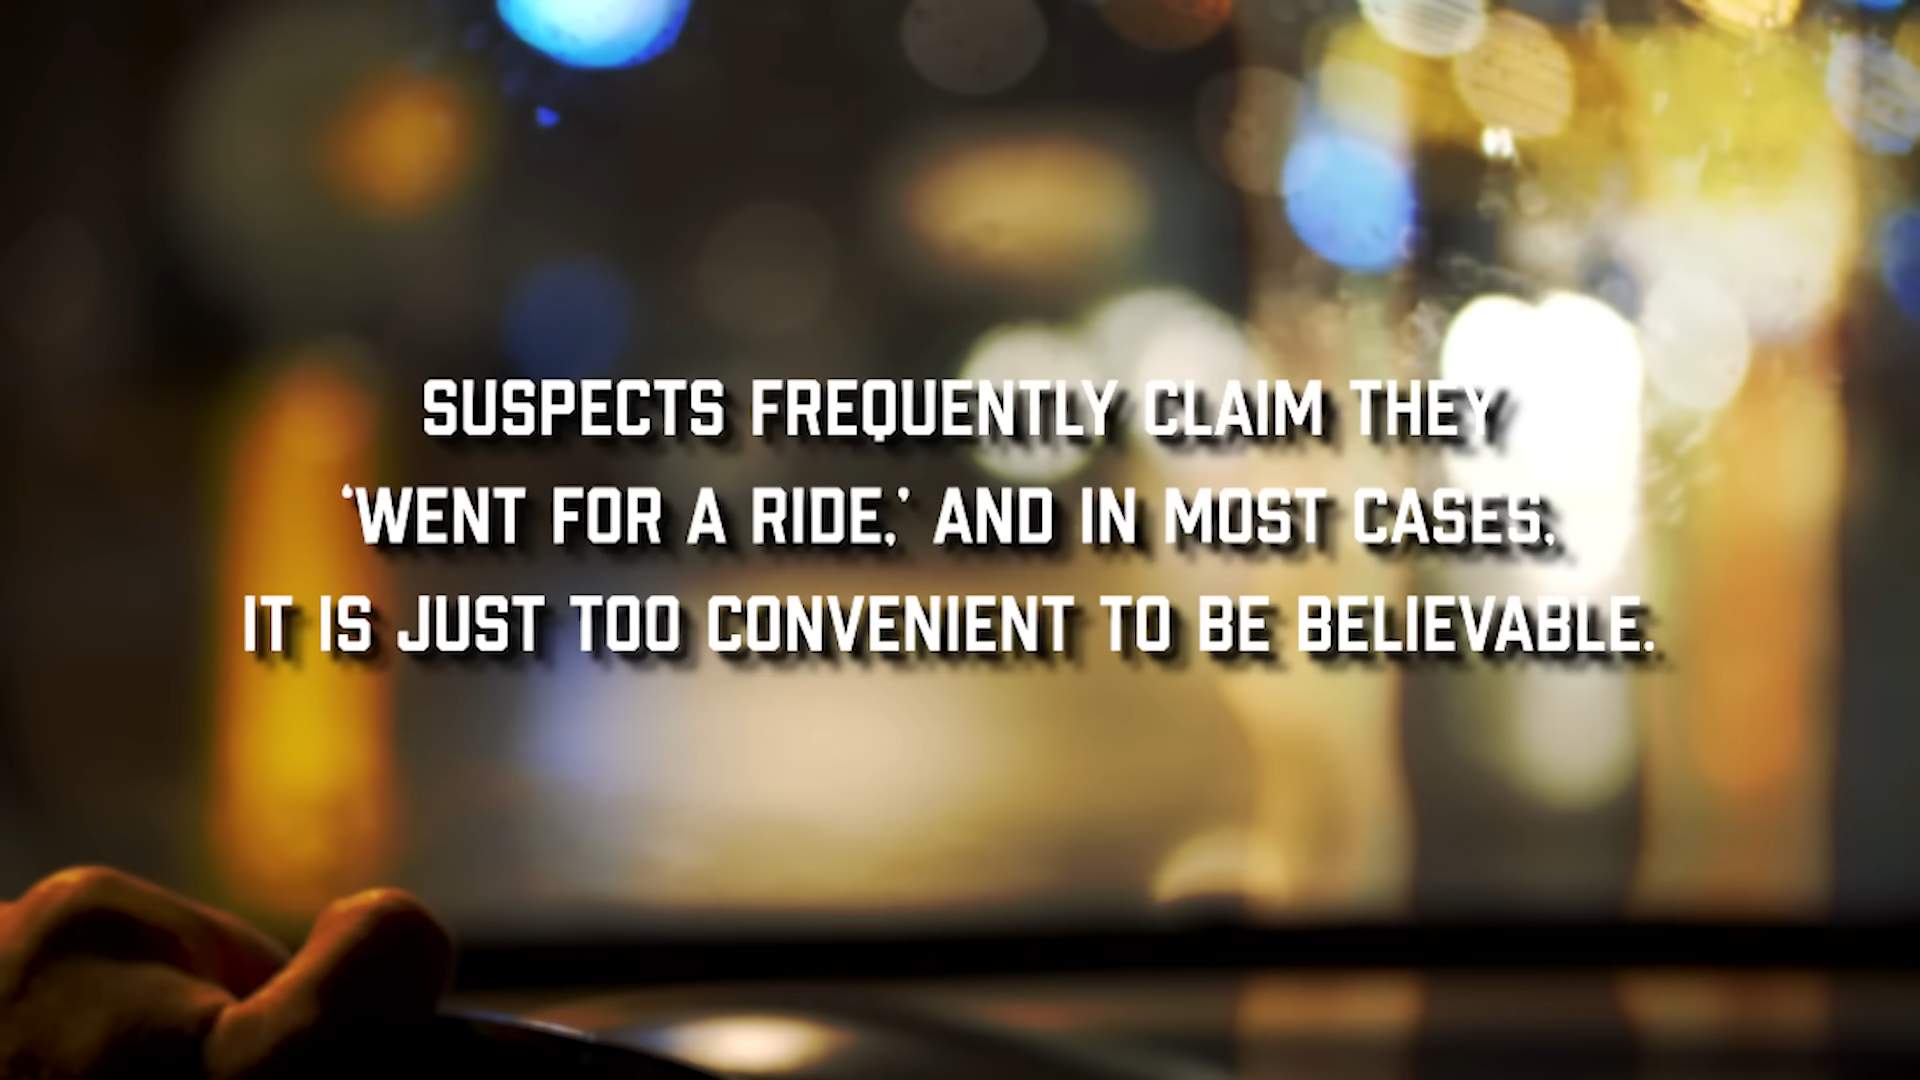 SUSPECTS FREQUENTLY CLAIM THEY
‘WENT FOR A RIDE,’ AND IN MOST CASES,
IT IS JUST TOO CONVENIENT TO BE BELIEVABLE.